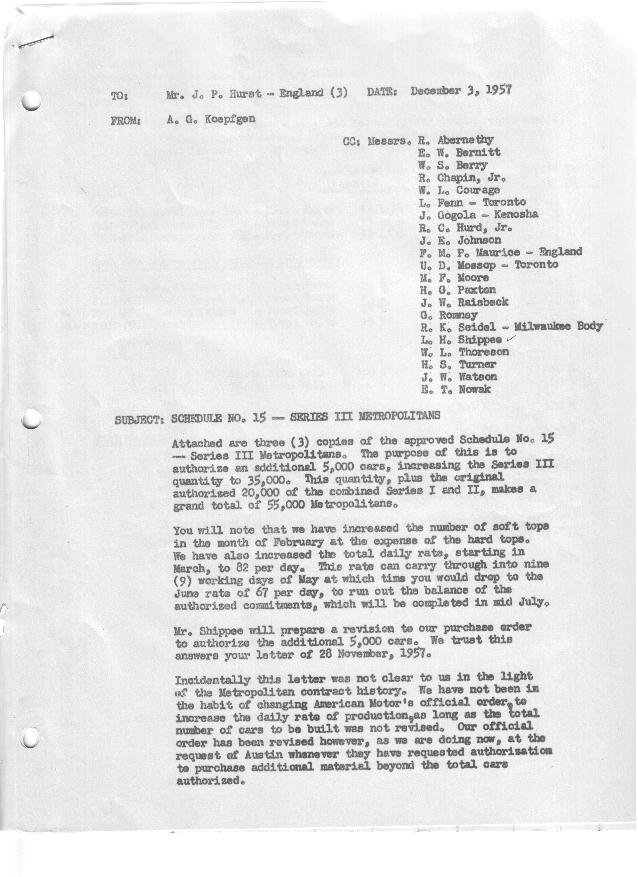 TO: Mr. J. P. Hurst - England (3) DATE: December 3, 1957
FROM: A. G. Koepfgen
CC: Messrs. R. Abernethy
E. W. Bernitt
W. S. Berry
R. Chapin, Jr.
W. L. Courage
L. Fenn - Toronto
J. Gogola - Kenosha
R. C. Hurd, Jr.
J. E. Johnson
F. M. P. Maurice - England
U. D. Mossop - Toronto
M. F. Moore
H. G. Paxton
J. W. Raisbeck
G. Romney
R. K. Seidel - Milwaukee Body
L. H. Shippee ✓
W. L. Thoreson
H. S. Turner
J. W. Watson
E. T. Nowak
SUBJECT: SCHEDULE NO. 15 -- SERIES III METROPOLITANS
Attached are three (3) copies of the approved Schedule No. 15
-- Series III Metropolitans. The purpose of this is to
authorize an additional 5,000 cars, increasing the Series III
quantity to 35,000. This quantity, plus the original
authorized 20,000 of the combined Series I and II, makes a
grand total of 55,000 Metropolitans.
You will note that we have increased the number of soft tops
in the month of February at the expense of the hard tops.
We have also increased the total daily rate, starting in
March, to 82 per day. This rate can carry through into nine
(9) working days of May at which time you would drop to the
June rate of 67 per day, to run out the balance of the
authorized commitments, which will be completed in mid July.
Mr. Shippee will prepare a revision to our purchase order
to authorize the additional 5,000 cars. We trust this
answers your letter of 28 November, 1957.
Incidentally this letter was not clear to us in the light
of the Metropolitan contract history. We have not been in
the habit of changing American Motor's official order,to
increase the daily rate of production,as long as the total
number of cars to be built was not revised. Our official
order has been revised however, as we are doing now, at the
request of Austin whenever they have requested authorization
to purchase additional material beyond the total cars
authorized.